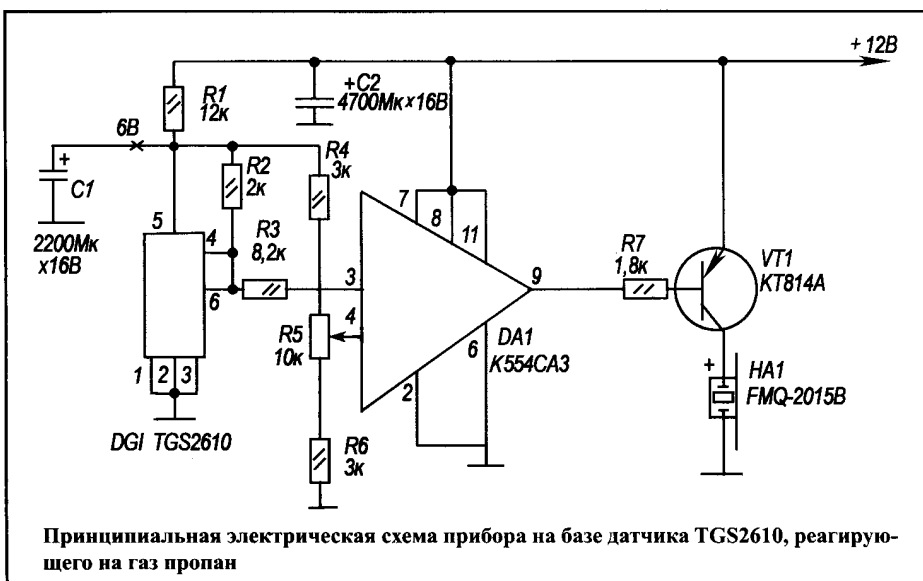 + 12В
R1
12к
+C2
4700Мк×16В
6В
R4
3к
+
C1
R2
2к
2200Мк
х16В
5
4
6
R3
8,2к
7
8
11
3
4
9
R7
1,8к
VT1
КТ814А
R5
10к
DA1
К554СА3
6
2
+
HA1
FMQ-2015B
1
2
3
DGI TGS2610
R6
3к
Принципиальная электрическая схема прибора на базе датчика TGS2610, реагирую-
щего на газ пропан